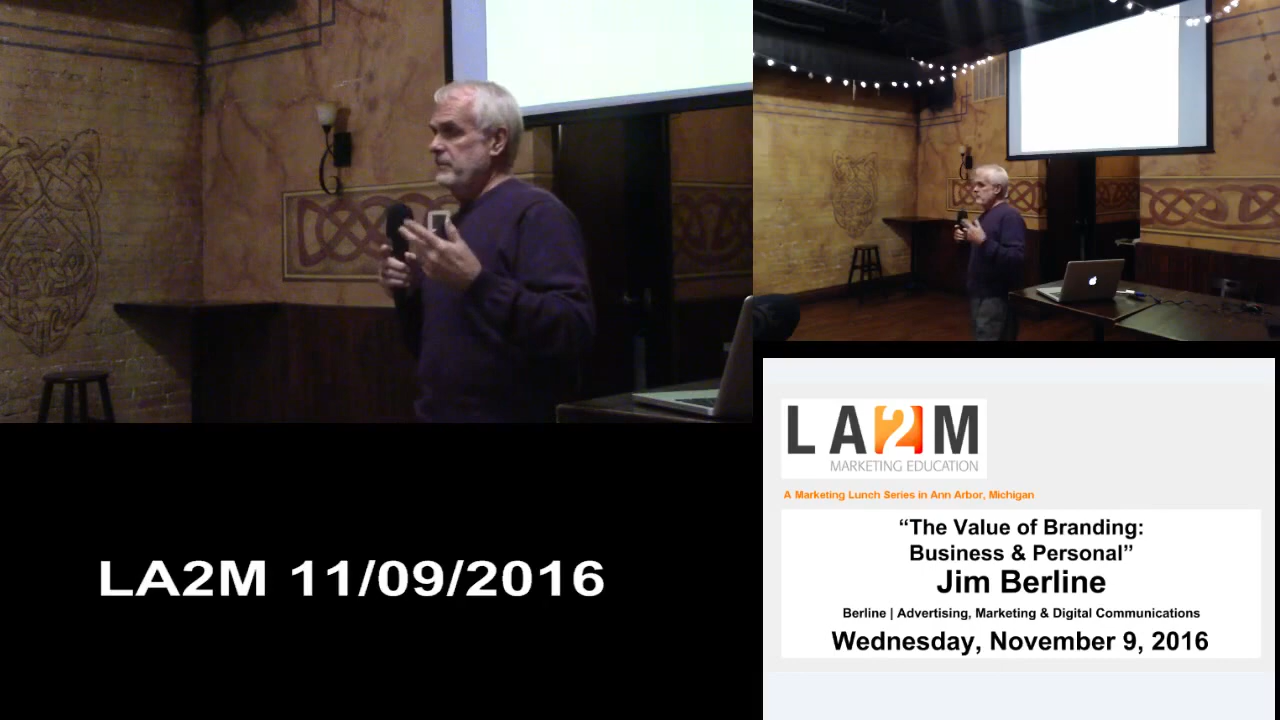 LA2M 11/09/2016
LA2M
MARKETING EDUCATION
A Marketing Lunch Series in Ann Arbor, Michigan
“The Value of Branding:
Business & Personal”
Jim Berline
Berline | Advertising, Marketing & Digital Communications
Wednesday, November 9, 2016